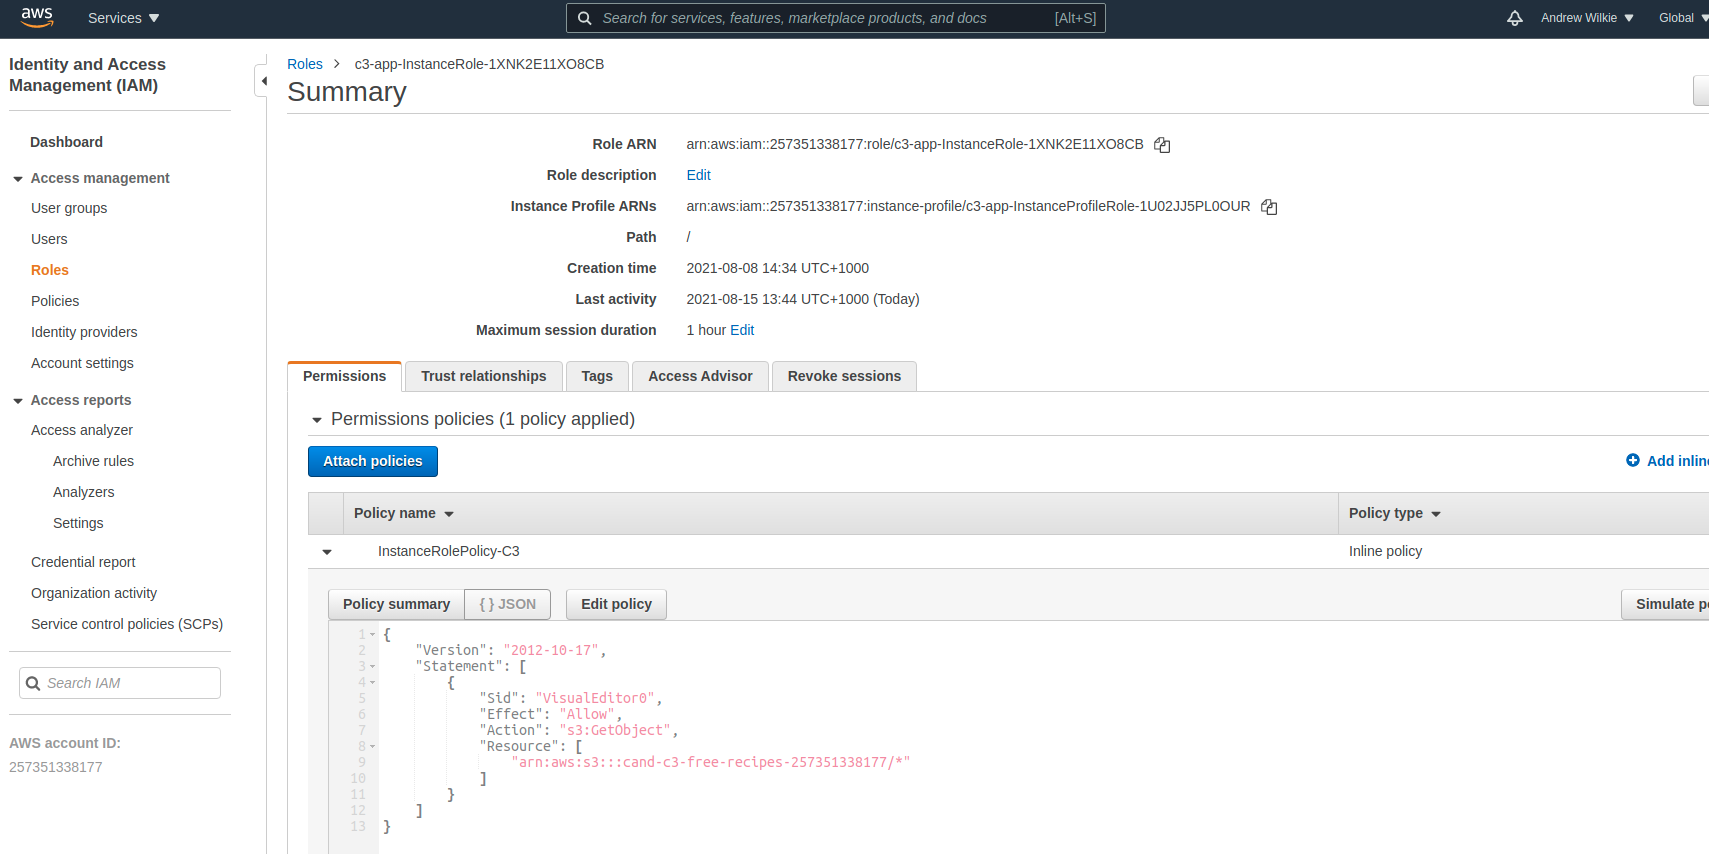 aws Services Search for services, features, marketplace products, and docs [Alt+S] Andrew Wilkie Global
Identity and Access
Management (IAM)
Dashboard
Access management
User groups
Users
Roles
Policies
Identity providers
Account settings
Access reports
Access analyzer
Archive rules
Analyzers
Settings
Credential report
Organization activity
Service control policies (SCPs)
Search IAM
AWS account ID:
257351338177
Roles > c3-app-InstanceRole-1XNK2E11XO8CB
Summary
Role ARN arn:aws:iam::257351338177:role/c3-app-InstanceRole-1XNK2E11XO8CB
Role description Edit
Instance Profile ARNs arn:aws:iam::257351338177:instance-profile/c3-app-InstanceProfileRole-1U02JJ5PL0OUR
Path /
Creation time 2021-08-08 14:34 UTC+1000
Last activity 2021-08-15 13:44 UTC+1000 (Today)
Maximum session duration 1 hour Edit
Permissions Trust relationships Tags Access Advisor Revoke sessions
Permissions policies (1 policy applied)
Attach policies Add inline
Policy name Policy type
InstanceRolePolicy-C3 Inline policy
Policy summary { } JSON Edit policy Simulate po
1 {
2 "Version": "2012-10-17",
3 "Statement": [
4 {
5 "Sid": "VisualEditor0",
6 "Effect": "Allow",
7 "Action": "s3:GetObject",
8 "Resource": [
9 "arn:aws:s3:::cand-c3-free-recipes-257351338177/*"
10 ]
11 }
12 ]
13 }